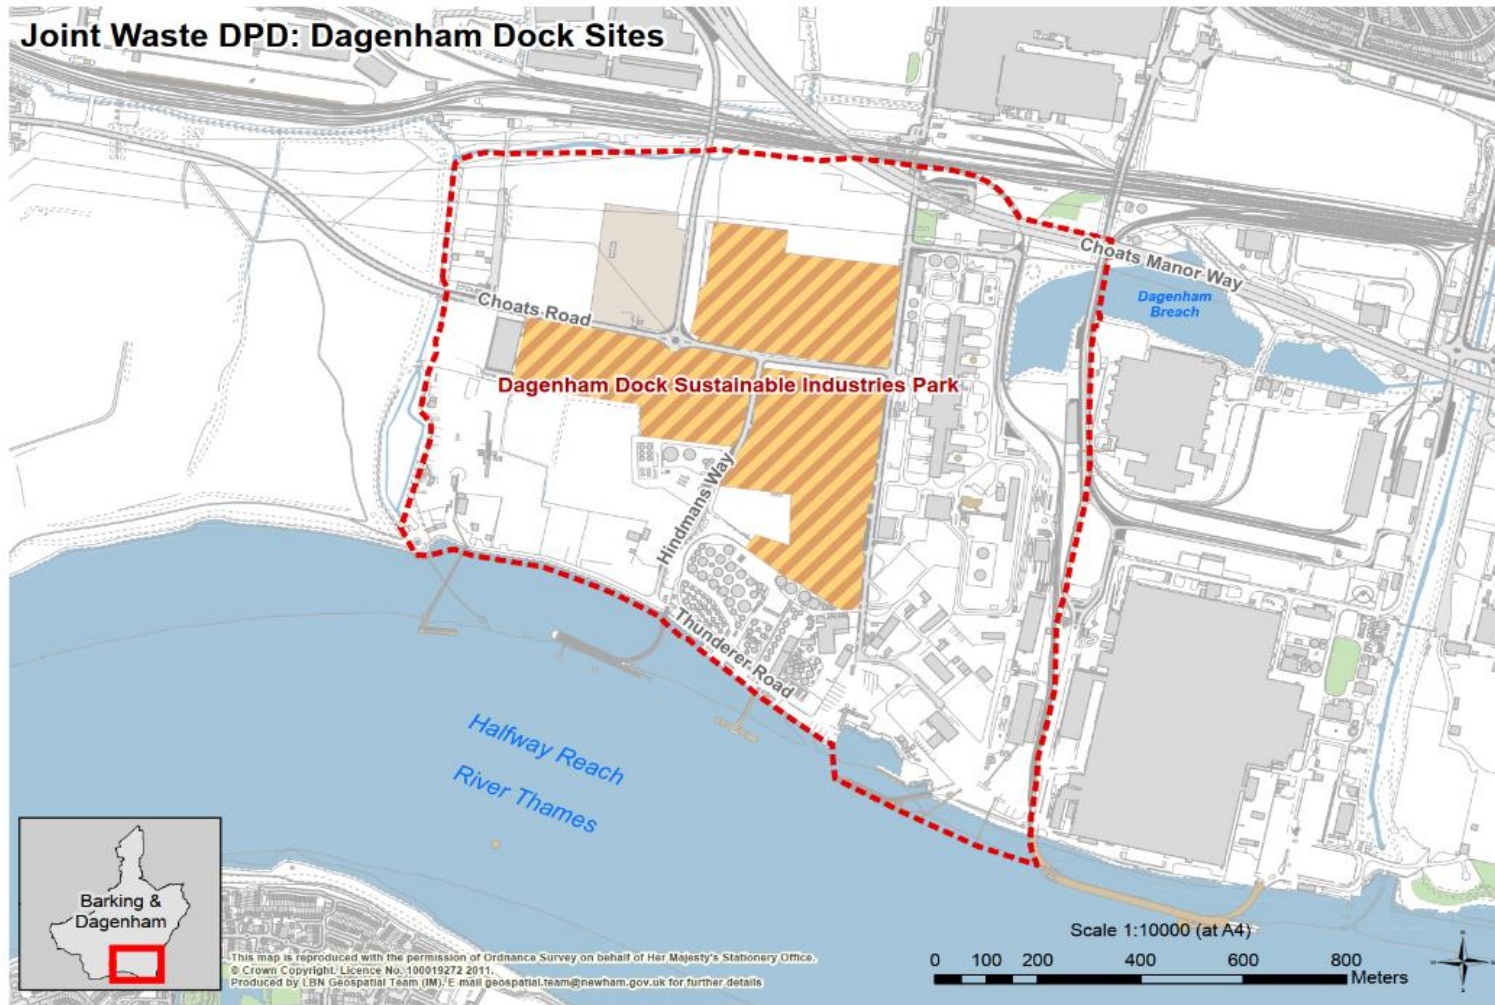 Joint Waste DPD: Dagenham Dock Sites
Choats Manor Way
Dagenham
Breach
Choats Road
Dagenham Dock Sustainable Industries Park
Hindmans Way
Thunderer Road
Halfway Reach
River Thames
Barking &
Dagenham
This map is reproduced with the permission of Ordnance Survey on behalf of Her Majesty's Stationery Office.
© Crown Copyright. Licence No. 100019272 2011.
Produced by LBN Geospatial Team (IM). E-mail geospatial.team@newham.gov.uk for further details
Scale 1:10000 (at A4)
0 100 200 400 600 800
Meters